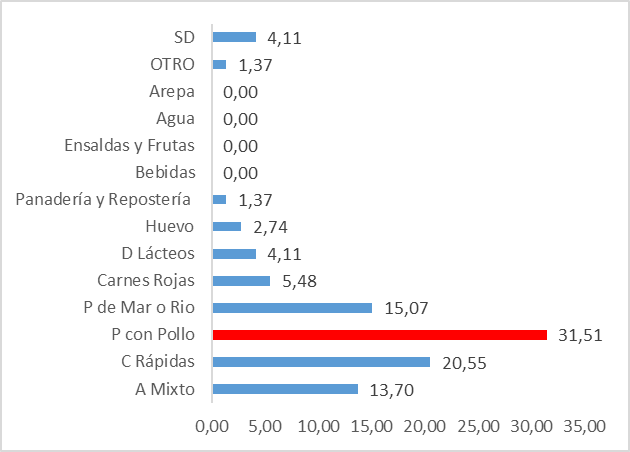 SD 4,11
OTRO 1,37
Arepa 0,00
Agua 0,00
Ensaldas y Frutas 0,00
Bebidas 0,00
Panadería y Repostería 1,37
Huevo 2,74
D Lácteos 4,11
Carnes Rojas 5,48
P de Mar o Rio 15,07
P con Pollo 31,51
C Rápidas 20,55
A Mixto 13,70
0,00 5,00 10,00 15,00 20,00 25,00 30,00 35,00